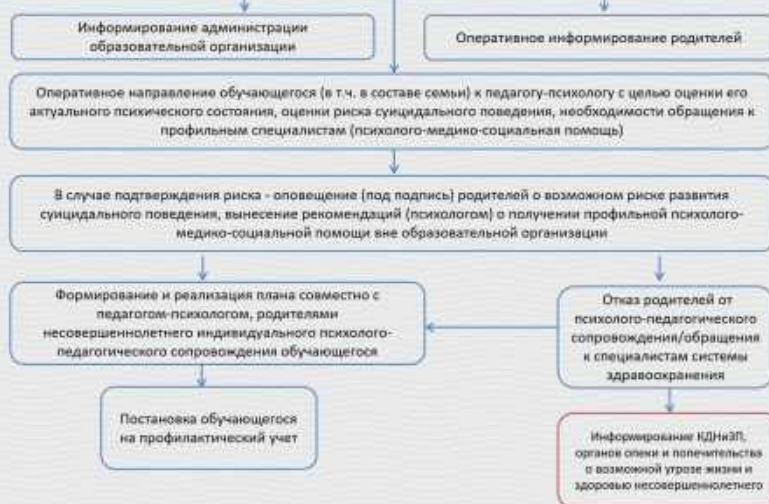 Информирование администрации
образовательной организации
Оперативное информирование родителей
Оперативное направление обучающегося (в т.ч. в составе семьи) к педагогу-психологу с целью оценки его
актуального психического состояния, оценки риска суицидального поведения, необходимости обращения к
профильным специалистам (психолого-медико-социальная помощь)
В случае подтверждения риска - оповещение (под подпись) родителей о возможном риске развития
суицидального поведения, вынесение рекомендаций (психологом) о получении профильной психолого-
медико-социальной помощи вне образовательной организации
Формирование и реализация плана совместно с
педагогом-психологом, родителями
несовершеннолетнего индивидуального психолого-
педагогического сопровождения обучающегося
Отказ родителей от
психолого-педагогического
сопровождения/обращения
к специалистам системы
здравоохранения
Постановка обучающегося
на профилактический учет
Информирование КДНиЗП,
органов опеки и попечительства
о возможной угрозе жизни и
здоровью несовершеннолетнего